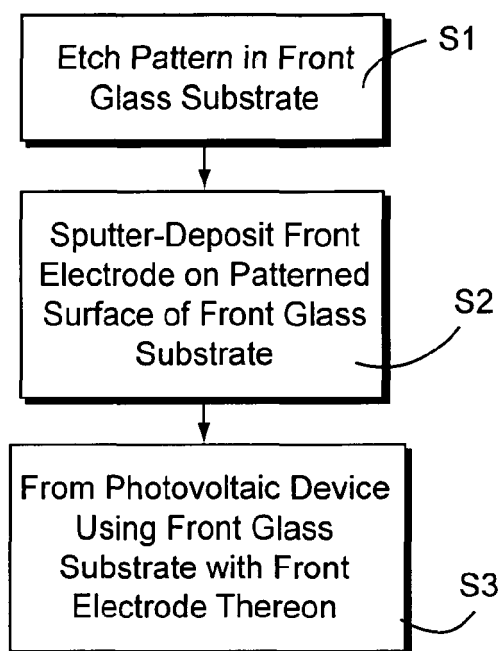 Etch Pattern in Front
Glass Substrate
S1
Sputter-Deposit Front
Electrode on Patterned
Surface of Front Glass
Substrate
S2
From Photovoltaic Device
Using Front Glass
Substrate with Front
Electrode Thereon
S3